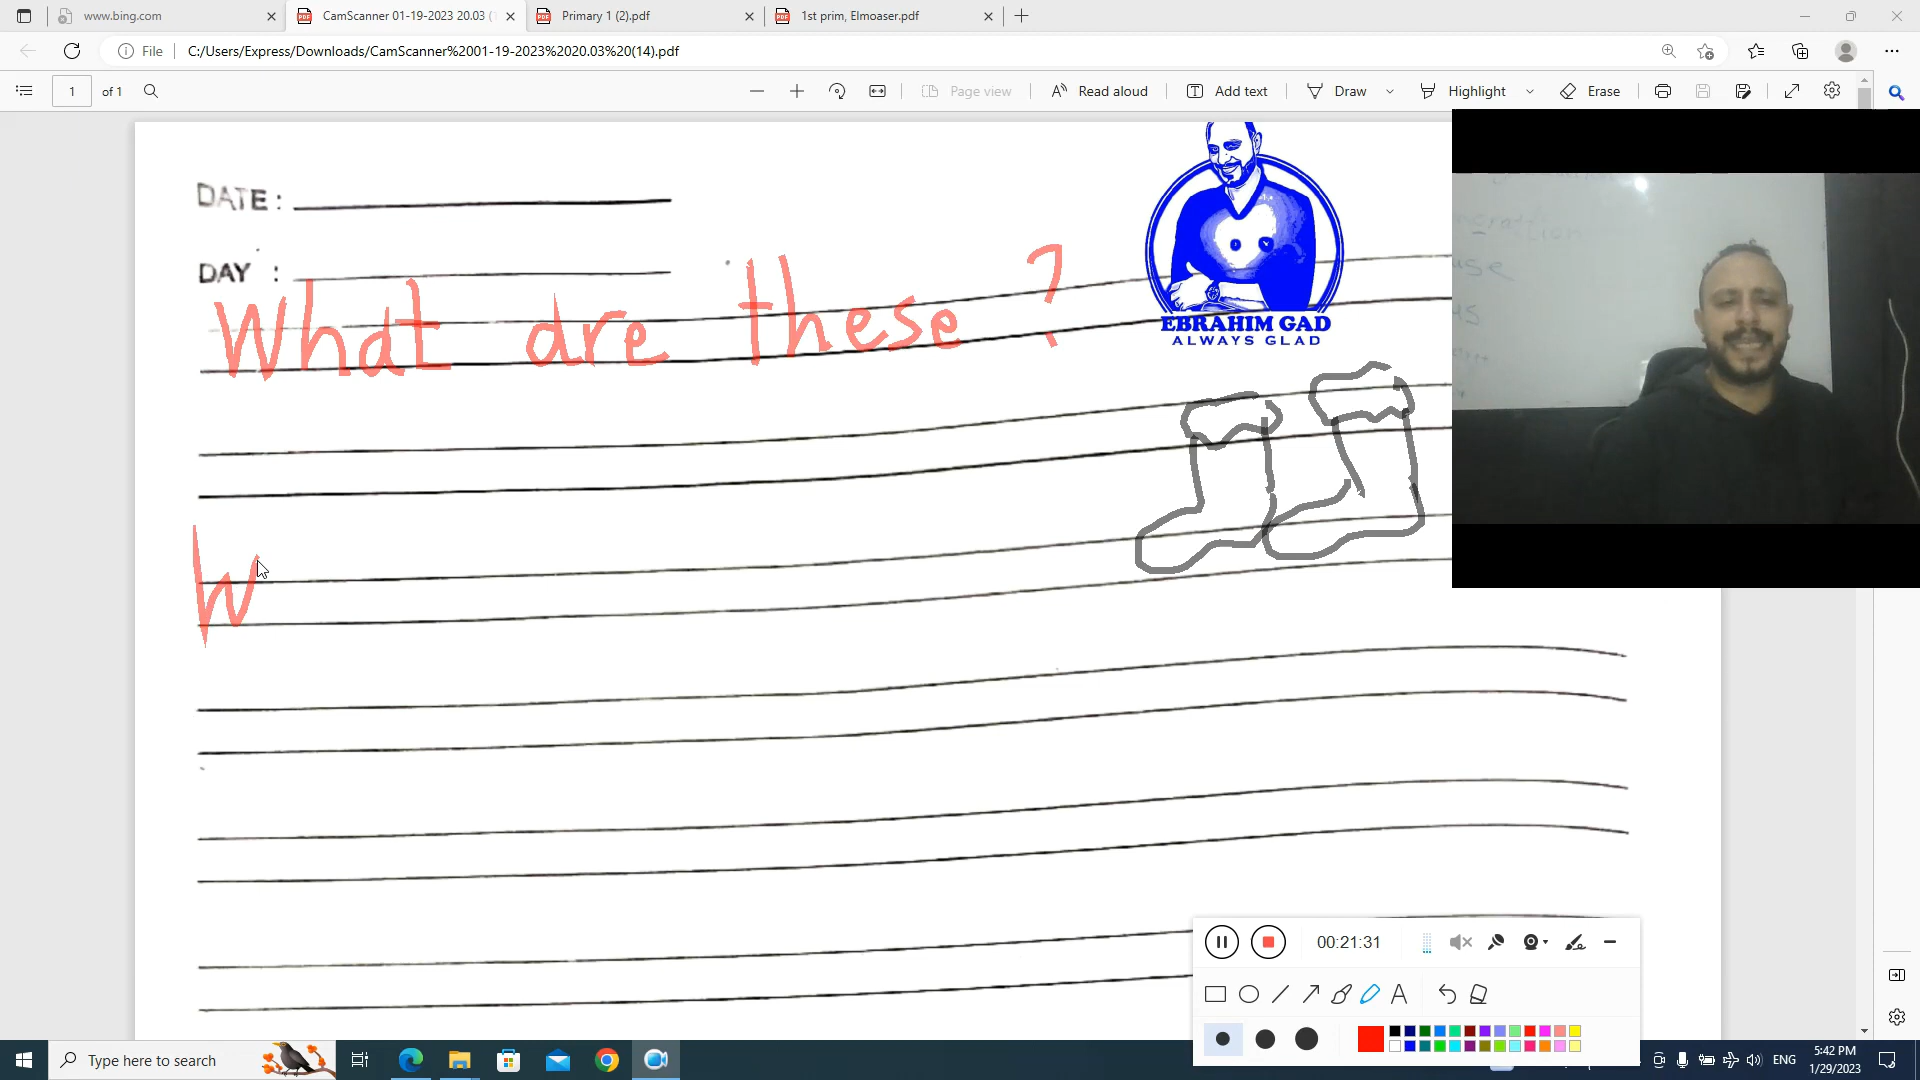 www.bing.com
CamScanner 01-19-2023 20.03 (
Primary 1 (2).pdf
1st prim, Elmoaser.pdf
File
C:/Users/Express/Downloads/CamScanner%2001-19-2023%2020.03%20(14).pdf
1 of 1
Page view
Read aloud
Add text
Draw
Highlight
Erase
DATE :
DAY :
What are these ?
EBRAHIM GAD
ALWAYS GLAD
W
00:21:31
A
Type here to search
ENG
5:42 PM
1/29/2023